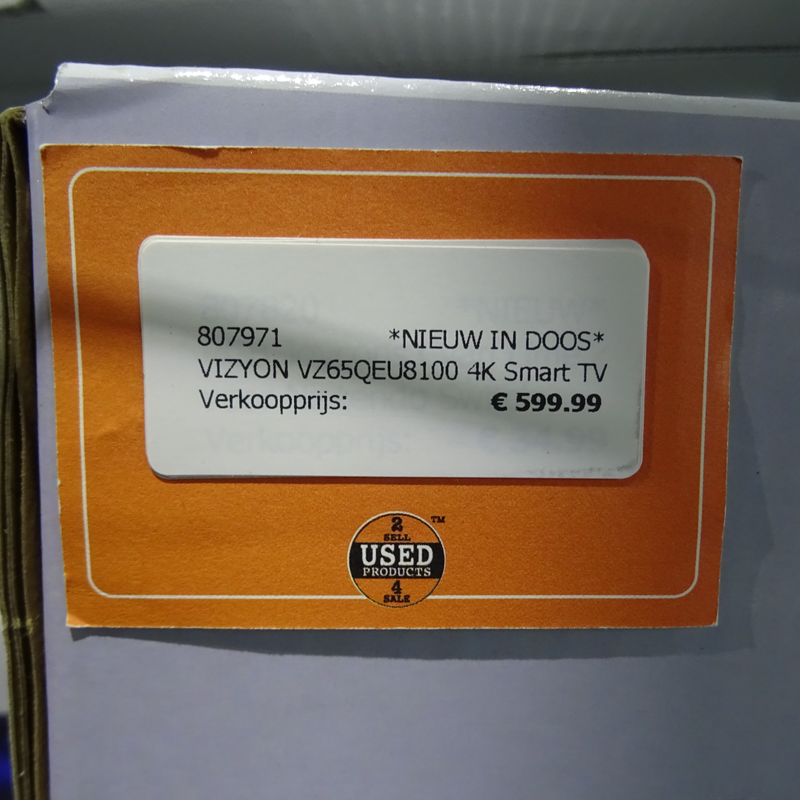 807971 *NIEUW IN DOOS*
VIZYON VZ65QEU8100 4K Smart TV
Verkoopprijs: € 599.99
2
SELL
USED
PRODUCTS
4
SALE
TM